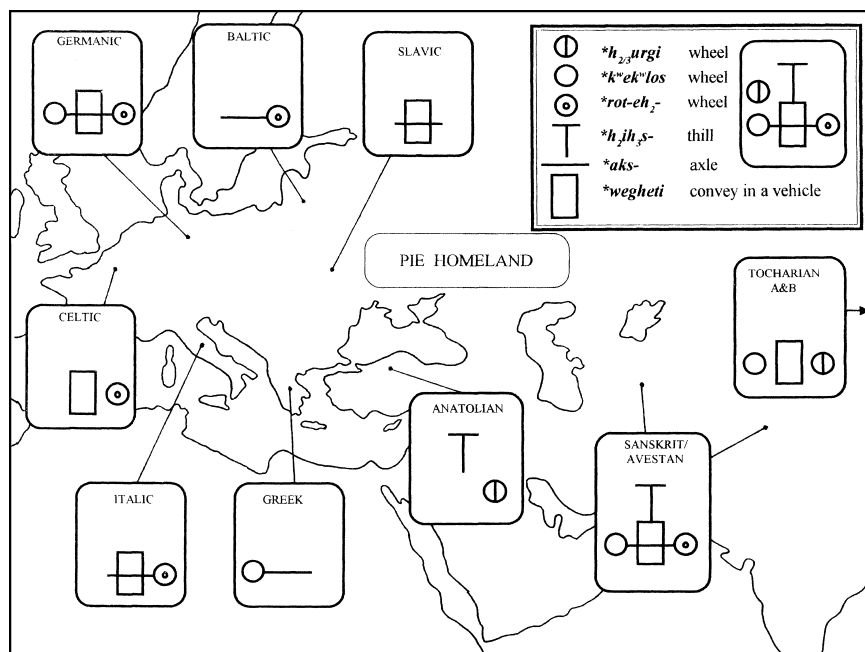 GERMANIC
BALTIC
SLAVIC
*h₂/₃urgi wheel
*kʷekʷlos wheel
*rot-eh₂- wheel
*h₂ih₃s- thill
*aks- axle
*wegheti convey in a vehicle
PIE HOMELAND
TOCHARIAN
A&B
CELTIC
ANATOLIAN
SANSKRIT/
AVESTAN
ITALIC
GREEK